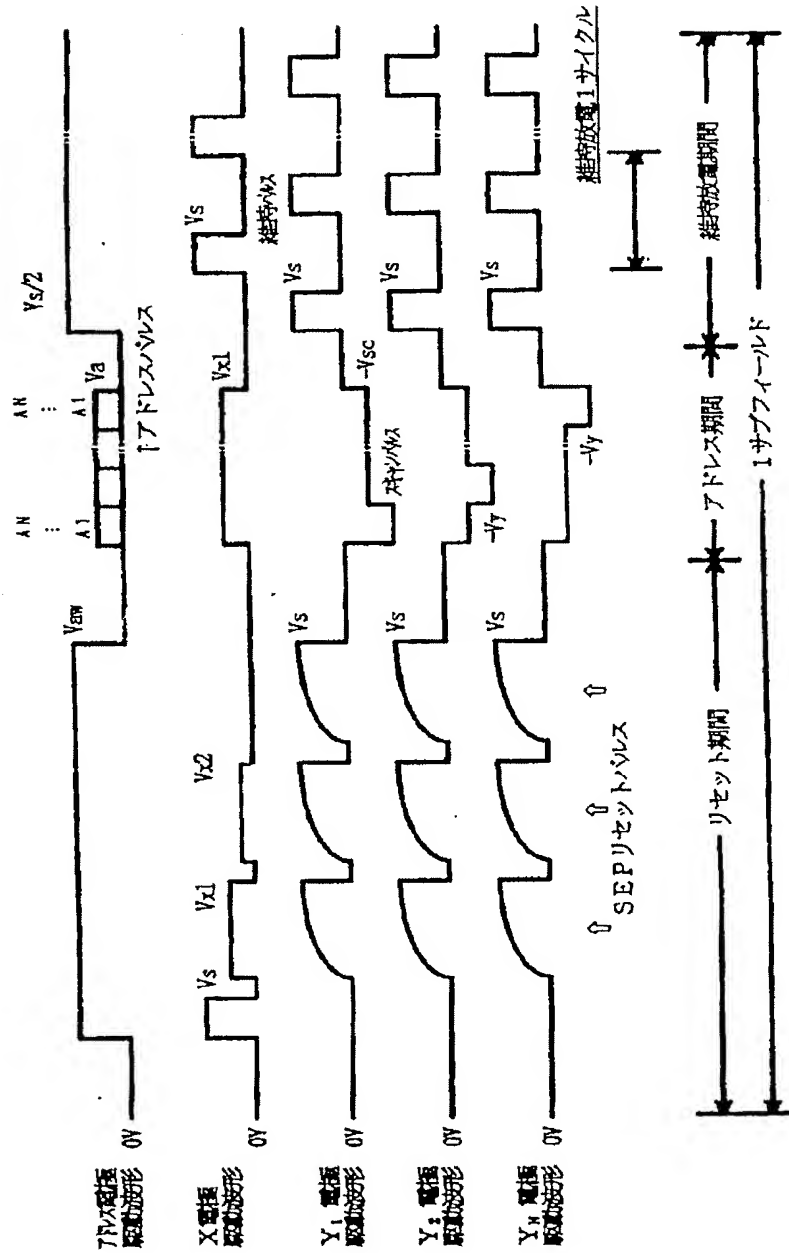 アドレス電極
駆動波形
0V
Vaw
AN
⋮
A1
AN
⋮
A1
Va
↑アドレスパルス
Vs/2
X電極
駆動波形
0V
Vs
Vx1
Vx2
Vx1
Vs
維持パルス
Y1 電極
駆動波形
0V
Vs
スキャンパルス
-Vsc
Vs
Y2 電極
駆動波形
0V
Vs
-Vy
Vs
YN 電極
駆動波形
0V
Vs
-Vy
Vs
⇧ ⇧ ⇧
SEPリセットパルス
維持放電1サイクル
リセット期間
アドレス期間
維持放電期間
1サブフィールド